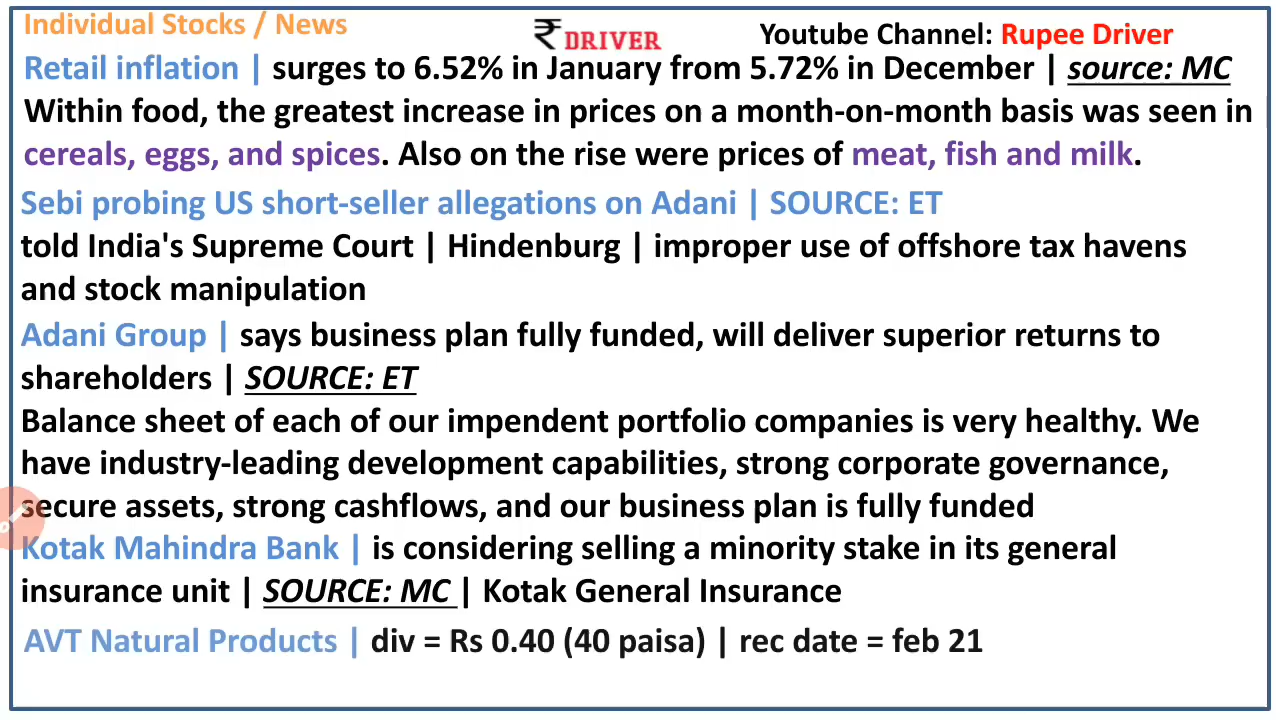 Individual Stocks / News
₹ DRIVER
Youtube Channel: Rupee Driver
Retail inflation | surges to 6.52% in January from 5.72% in December | source: MC
Within food, the greatest increase in prices on a month-on-month basis was seen in
cereals, eggs, and spices. Also on the rise were prices of meat, fish and milk.
Sebi probing US short-seller allegations on Adani | SOURCE: ET
told India's Supreme Court | Hindenburg | improper use of offshore tax havens
and stock manipulation
Adani Group | says business plan fully funded, will deliver superior returns to
shareholders | SOURCE: ET
Balance sheet of each of our impendent portfolio companies is very healthy. We
have industry-leading development capabilities, strong corporate governance,
secure assets, strong cashflows, and our business plan is fully funded
Kotak Mahindra Bank | is considering selling a minority stake in its general
insurance unit | SOURCE: MC | Kotak General Insurance
AVT Natural Products | div = Rs 0.40 (40 paisa) | rec date = feb 21